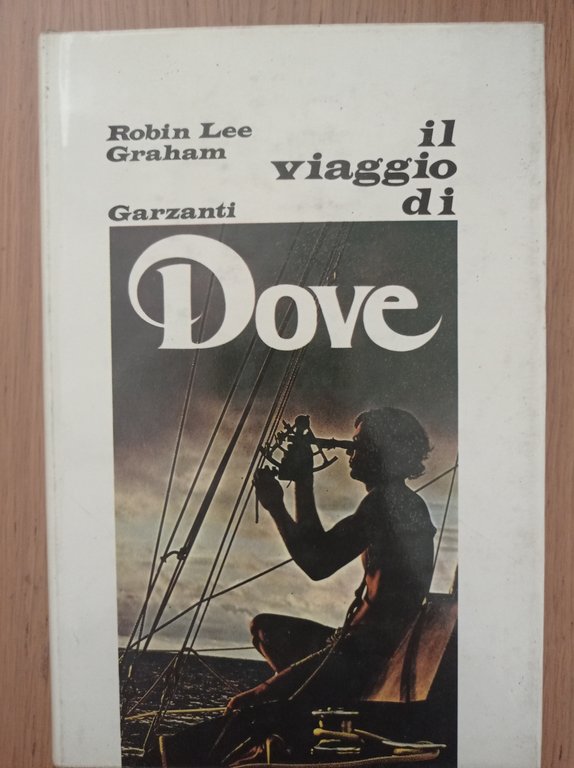 Robin Lee
Graham
il
viaggio
di
Garzanti
Dove